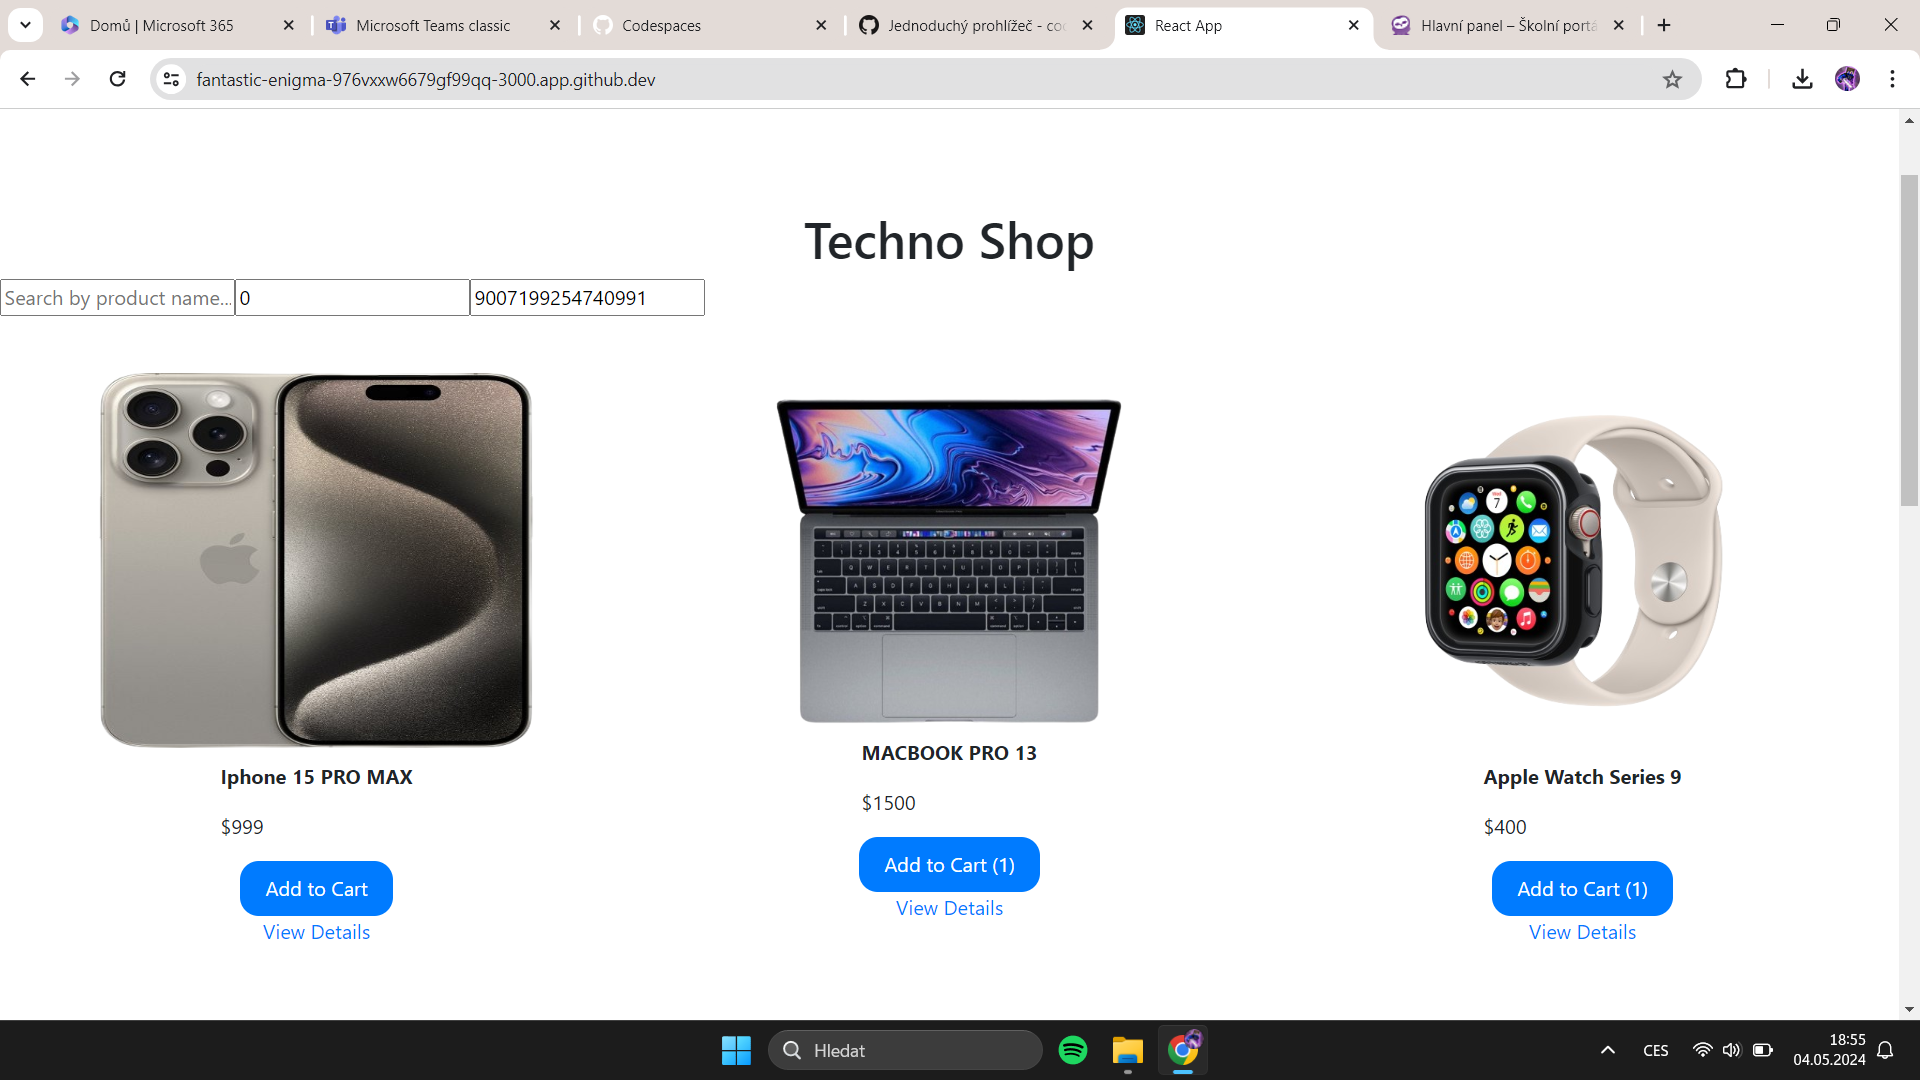 Domů | Microsoft 365
Microsoft Teams classic
Codespaces
Jednoduchý prohlížeč - co
React App
Hlavní panel – Školní portá
fantastic-enigma-976vxxw6679gf99qq-3000.app.github.dev
Techno Shop
Search by product name...
0
9007199254740991
Iphone 15 PRO MAX
$999
Add to Cart
View Details
MACBOOK PRO 13
$1500
Add to Cart (1)
View Details
Apple Watch Series 9
$400
Add to Cart (1)
View Details
Hledat
CES
18:55
04.05.2024